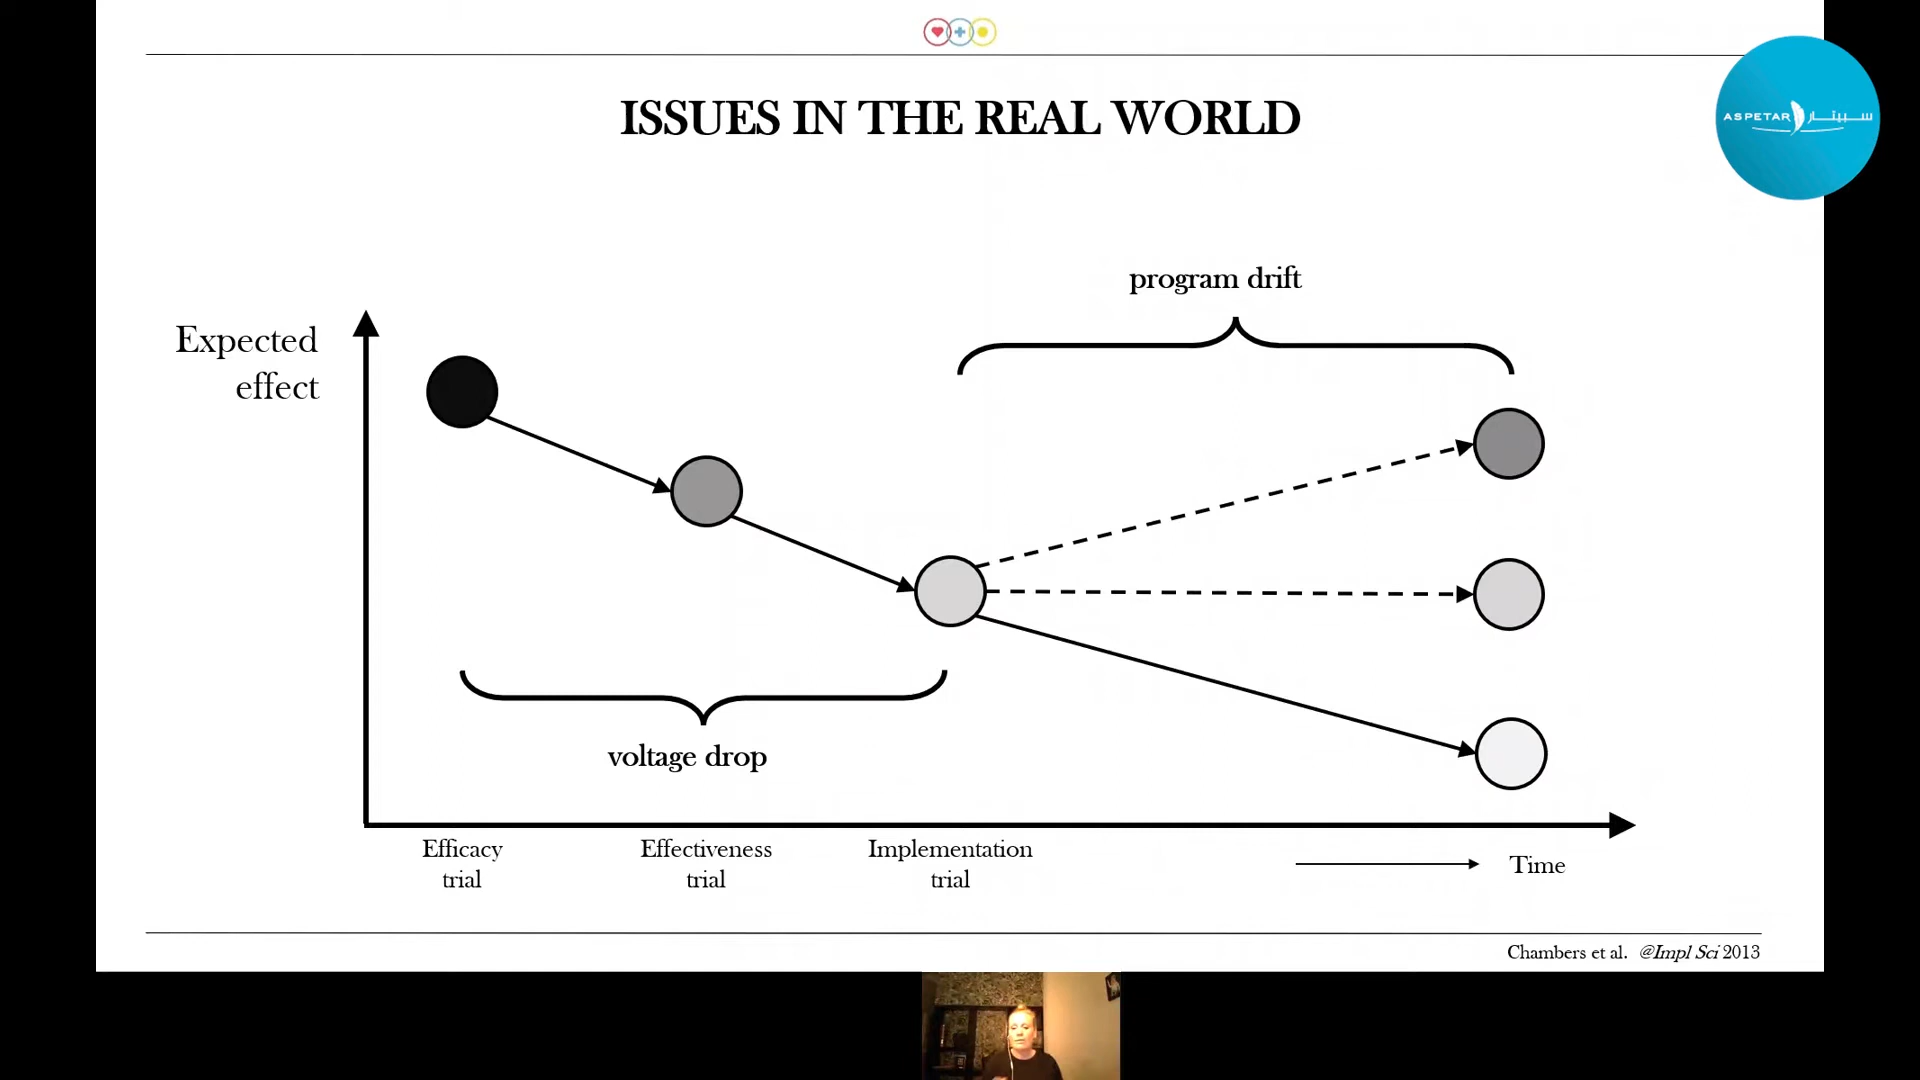 ISSUES IN THE REAL WORLD
ASPETAR سبيتار
program drift
Expected
effect
voltage drop
Efficacy
trial
Effectiveness
trial
Implementation
trial
Time
Chambers et al. @Impl Sci 2013